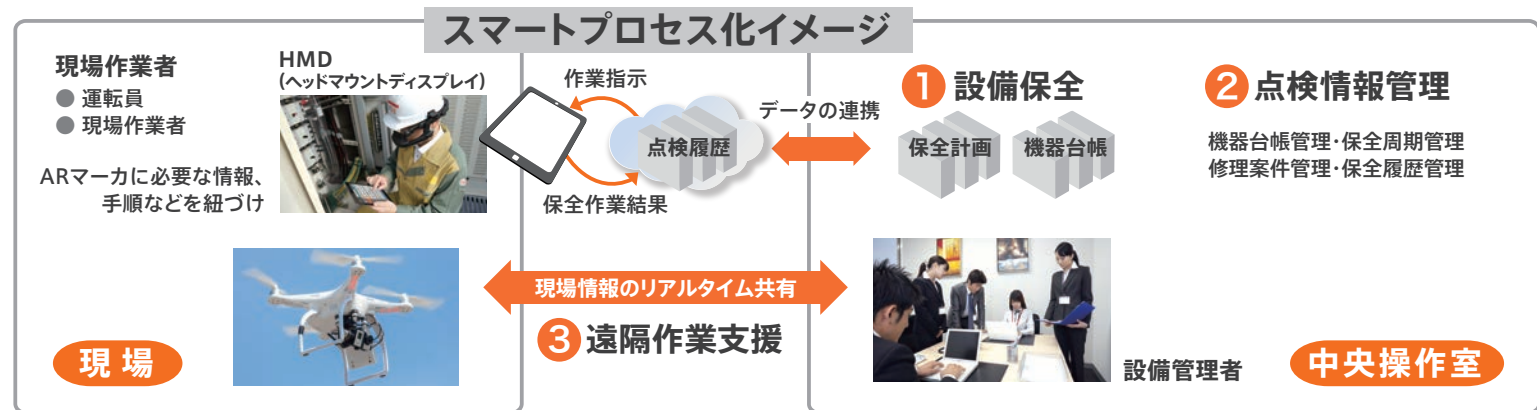 スマートプロセス化イメージ
現場作業者
● 運転員
● 現場作業者
ARマーカに必要な情報、
手順などを紐づけ
HMD
(ヘッドマウントディスプレイ)
現 場
作業指示
点検履歴
保全作業結果
データの連携
現場情報のリアルタイム共有
3 遠隔作業支援
1 設備保全
保全計画
機器台帳
2 点検情報管理
機器台帳管理・保全周期管理
修理案件管理・保全履歴管理
設備管理者
中央操作室